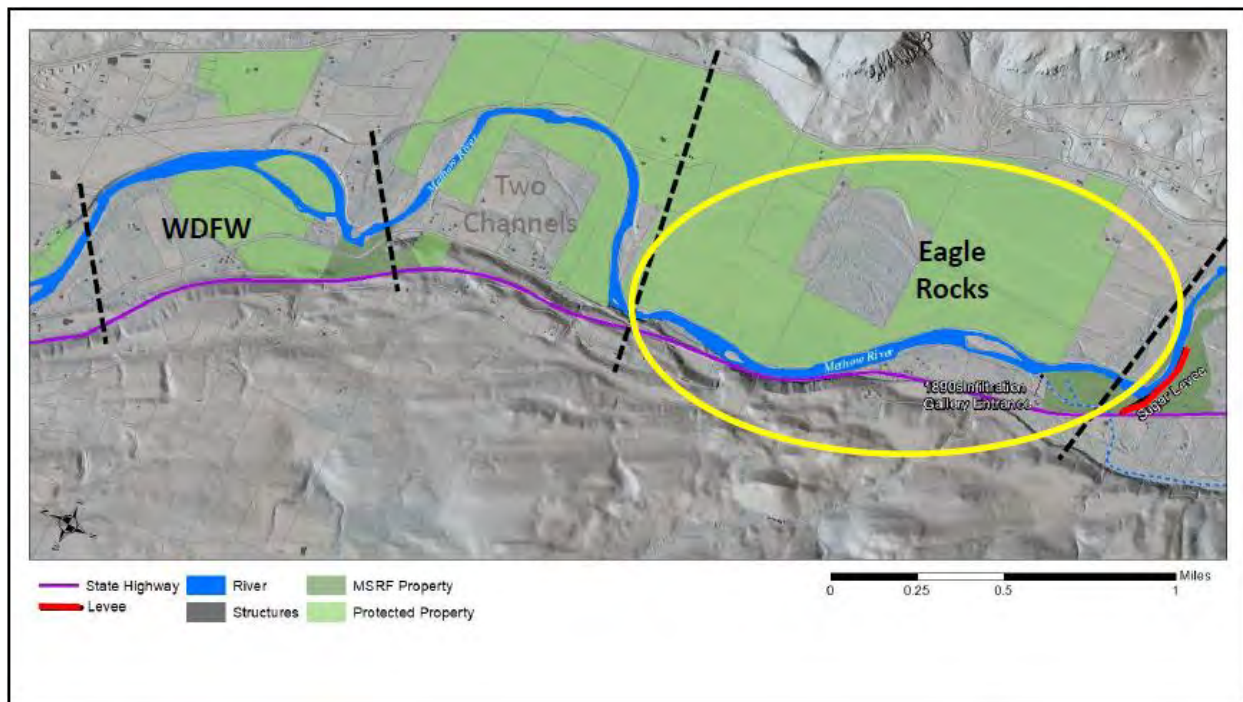 Methow River
Two
Channels
WDFW
Eagle
Rocks
Methow River
1890s Infiltration
Gallery Entrance
Sugar Levee
State Highway
Levee
River
Structures
MSRF Property
Protected Property
Miles
0 0.25 0.5 1